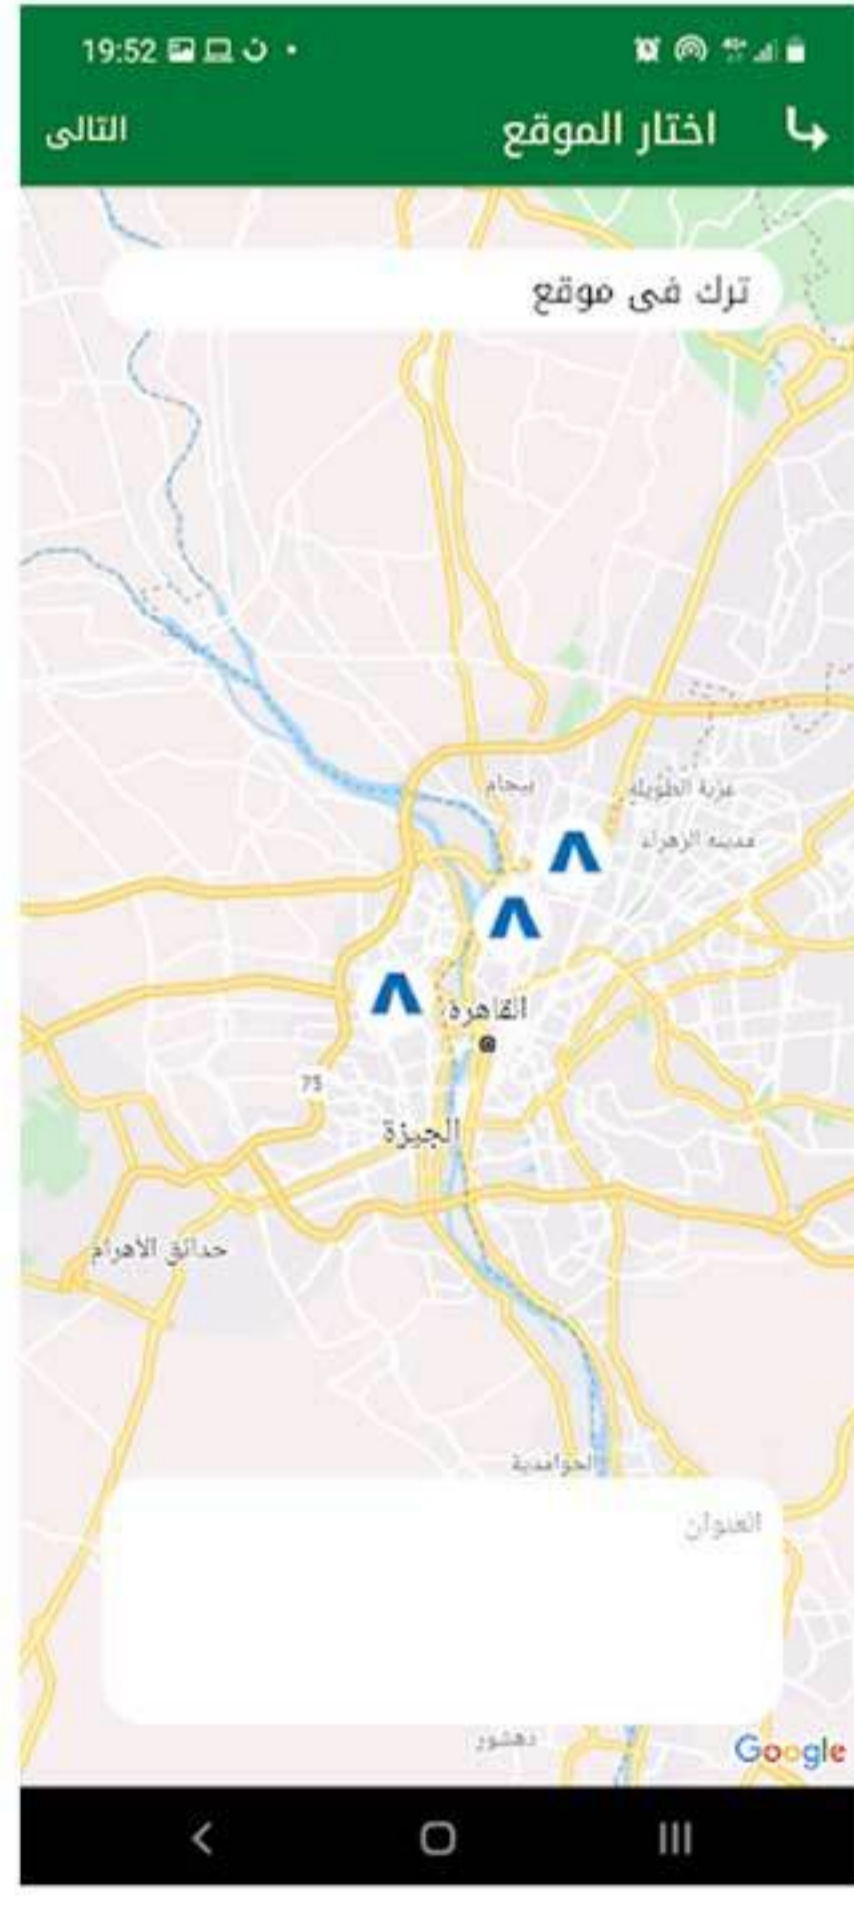 19:52
اختار الموقع
التالى
ترك فى موقع
بيجام
عزبة الطويلة
مدينة الزهراء
القاهرة
75
الجيزة
حدائق الاهرام
الحوامدية
العنوان
دهشور
Google